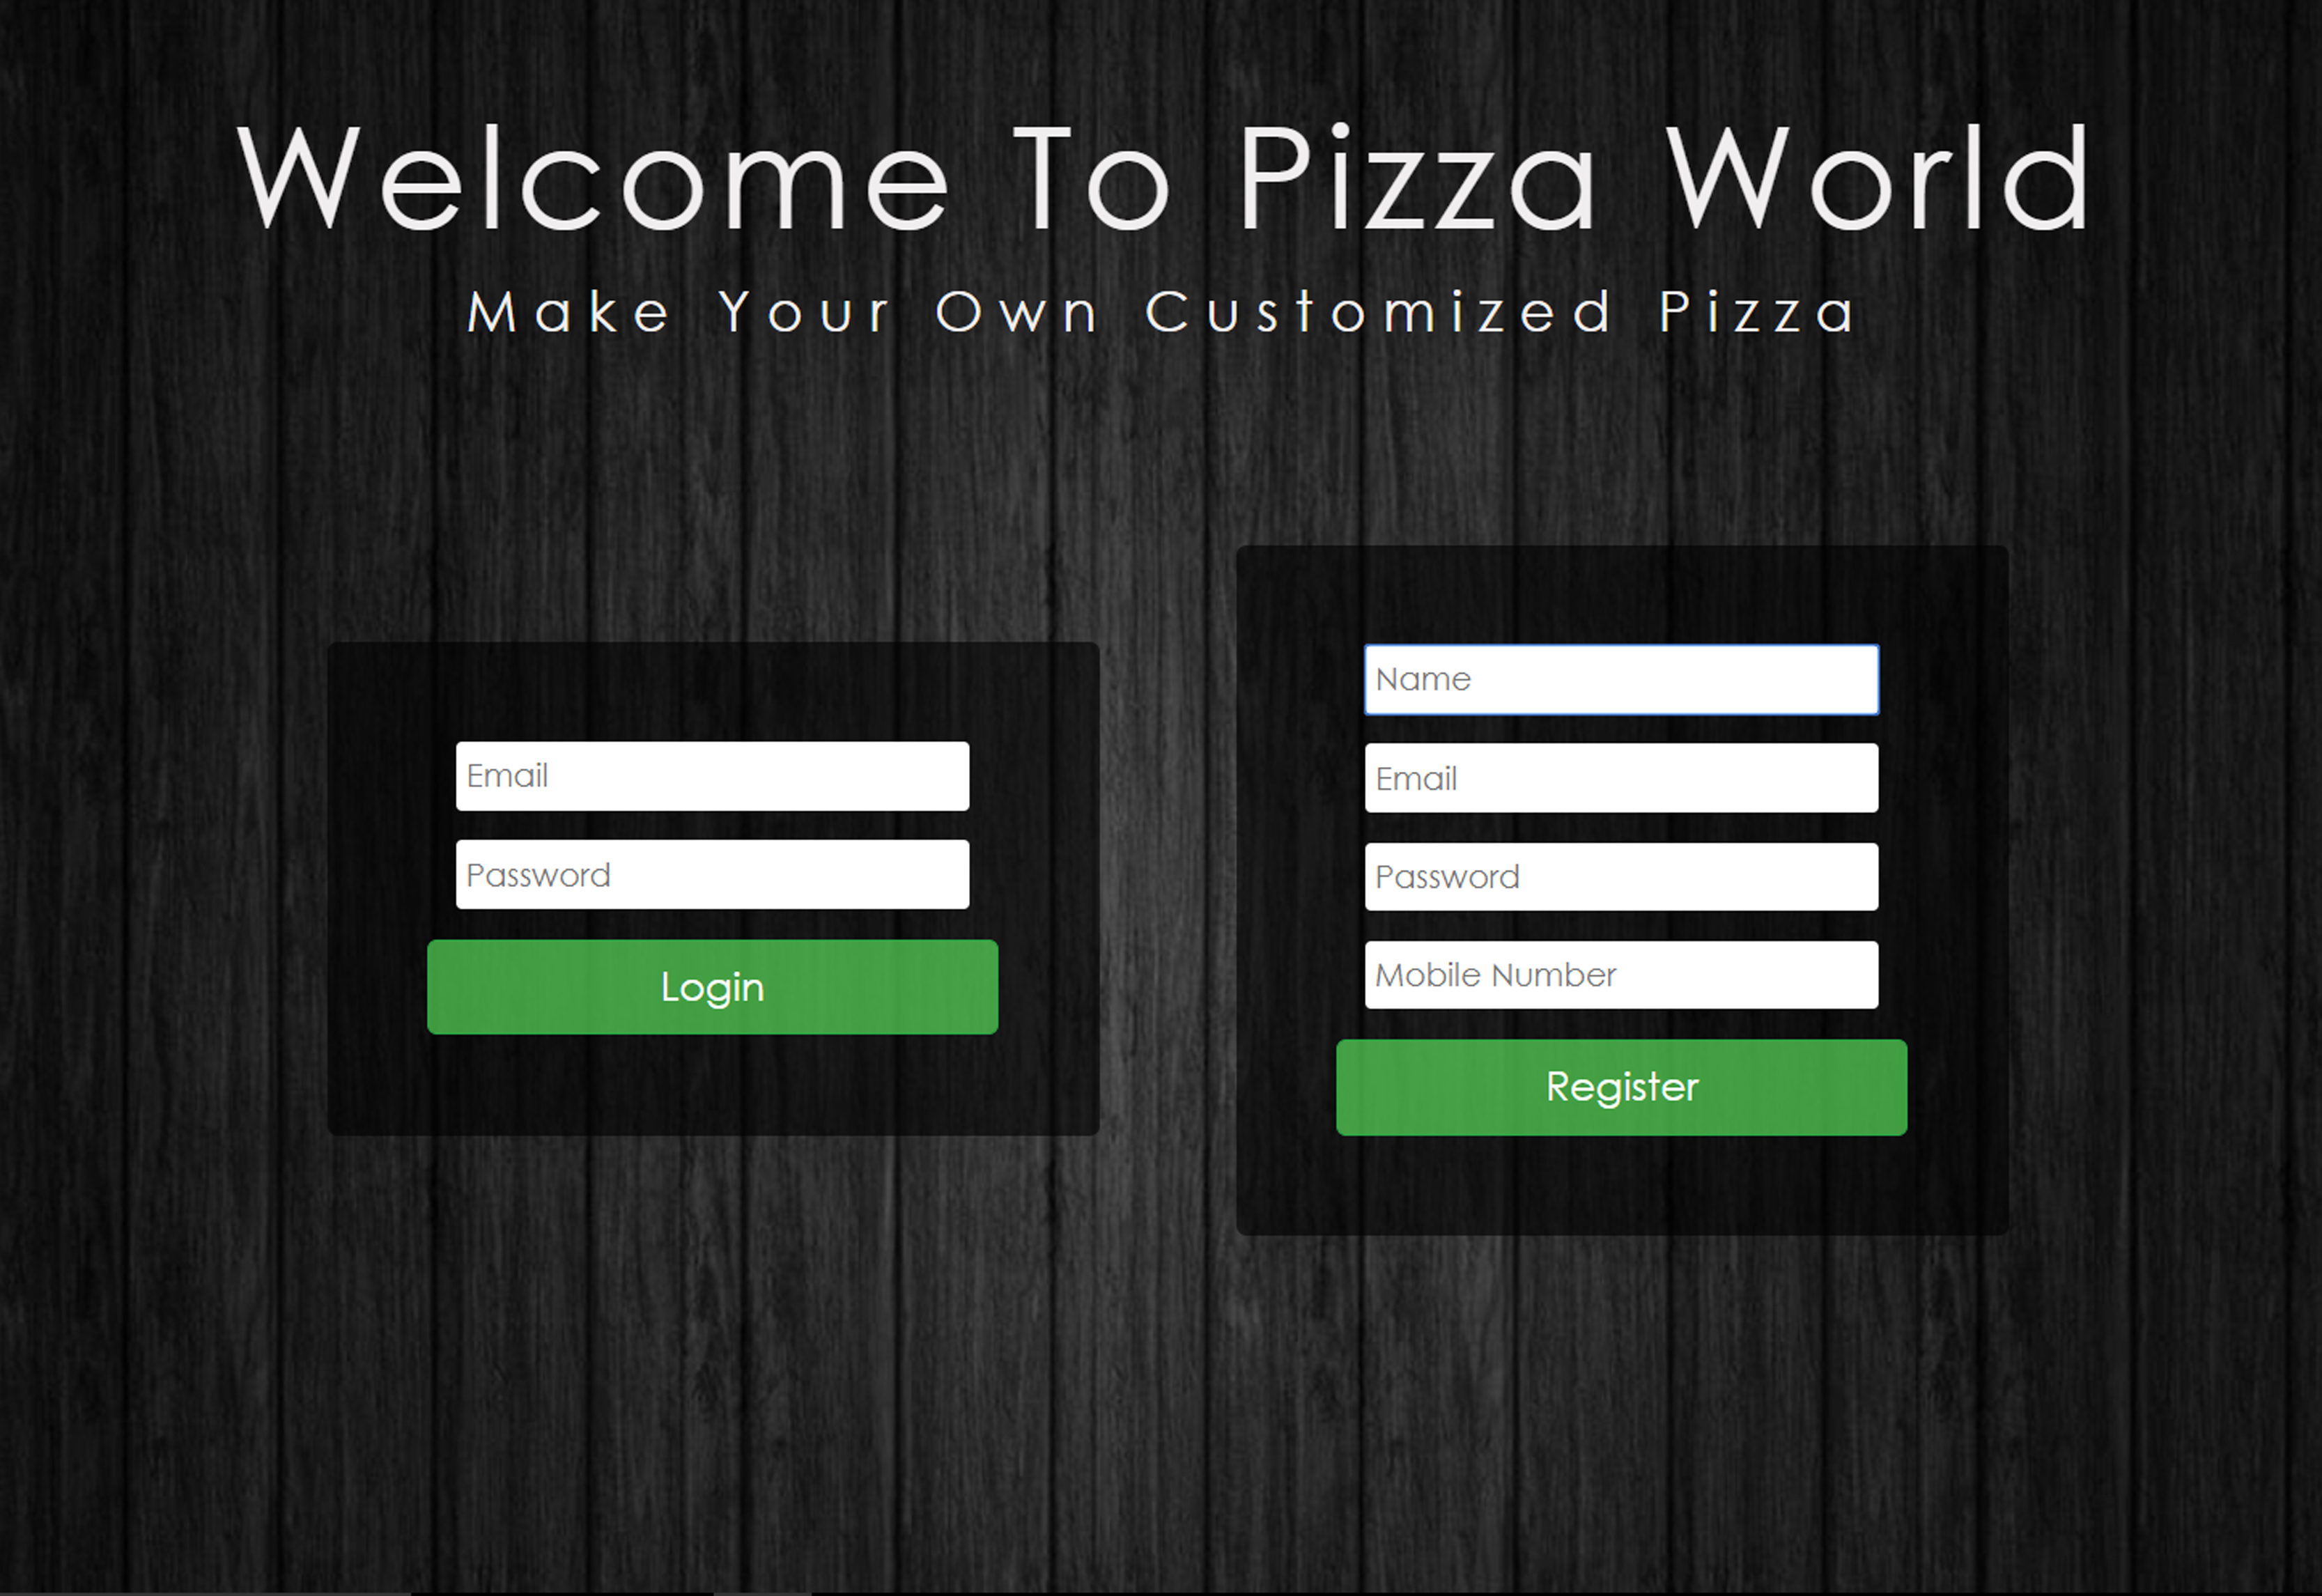 Welcome To Pizza World
Make Your Own Customized Pizza
Email
Password
Login
Name
Email
Password
Mobile Number
Register